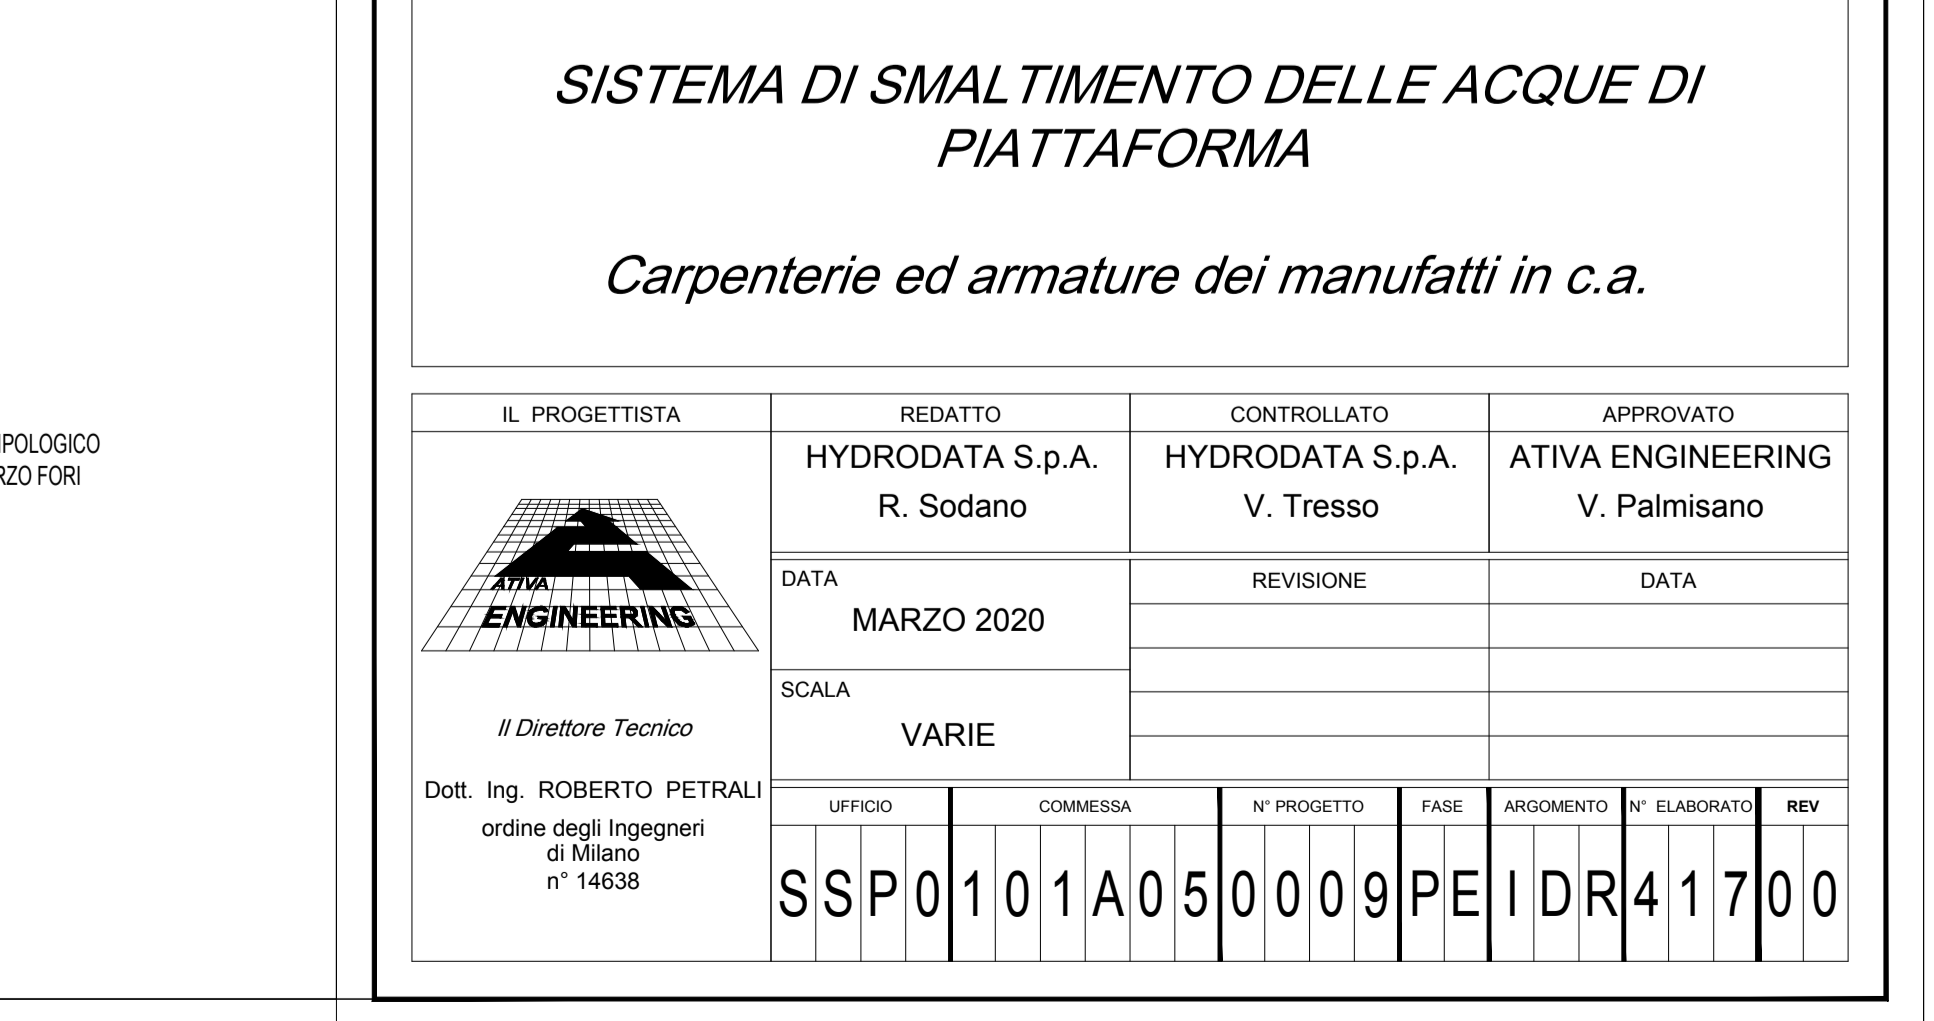 SISTEMA DI SMALTIMENTO DELLE ACQUE DI
PIATTAFORMA
Carpenterie ed armature dei manufatti in c.a.
IPOLOGICO
RZO FORI
IL PROGETTISTA
ATIVA
ENGINEERING
Il Direttore Tecnico
Dott. Ing. ROBERTO PETRALI
ordine degli Ingegneri
di Milano
n° 14638
REDATTO
HYDRODATA S.p.A.
R. Sodano
CONTROLLATO
HYDRODATA S.p.A.
V. Tresso
APPROVATO
ATIVA ENGINEERING
V. Palmisano
DATA
MARZO 2020
SCALA
VARIE
REVISIONE DATA
UFFICIO COMMESSA N° PROGETTO FASE ARGOMENTO N° ELABORATO REV
S S P 0 1 0 1 A 0 5 0 0 0 9 P E I D R 4 1 7 0 0